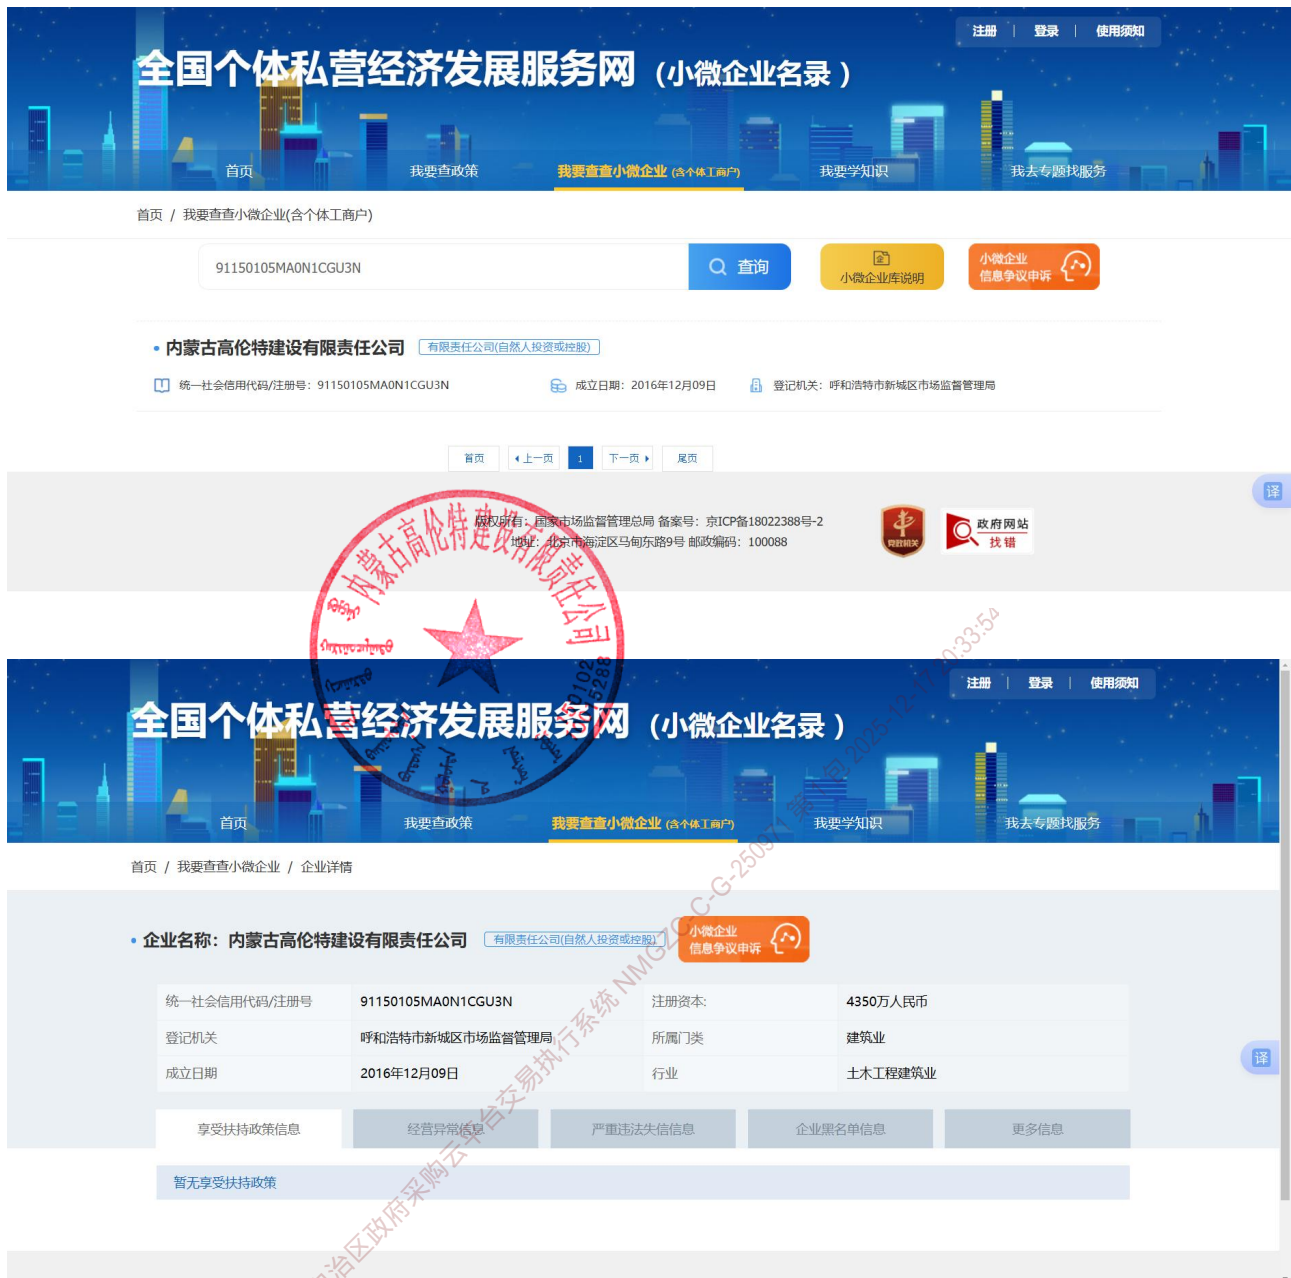 注册 | 登录 | 使用须知
全国个体私营经济发展服务网 (小微企业名录 )
首页 我要查政策 我要查查小微企业 (含个体工商户) 我要学知识 我去专题找服务
首页 / 我要查查小微企业(含个体工商户)
91150105MA0N1CGU3N 查询 小微企业库说明 小微企业 信息争议申诉
内蒙古高伦特建设有限责任公司 有限责任公司(自然人投资或控股)
统一社会信用代码/注册号: 91150105MA0N1CGU3N 成立日期: 2016年12月09日 登记机关: 呼和浩特市新城区市场监督管理局
首页 上一页 1 下一页 尾页
译
版权所有: 国家市场监督管理总局 备案号: 京ICP备18022388号-2
地址: 北京市海淀区马甸东路9号 邮政编码: 100088
党政机关
政府网站
找错
内蒙古高伦特建设有限责任公司
注册 | 登录 | 使用须知
全国个体私营经济发展服务网 (小微企业名录 )
首页 我要查政策 我要查查小微企业 (含个体工商户) 我要学知识 我去专题找服务
首页 / 我要查查小微企业 / 企业详情
企业名称: 内蒙古高伦特建设有限责任公司 有限责任公司(自然人投资或控股) 小微企业 信息争议申诉
统一社会信用代码/注册号 91150105MA0N1CGU3N 注册资本: 4350万人民币
登记机关 呼和浩特市新城区市场监督管理局 所属门类 建筑业
成立日期 2016年12月09日 行业 土木工程建筑业
译
享受扶持政策信息 经营异常信息 严重违法失信信息 企业黑名单信息 更多信息
暂无享受扶持政策
治区政府采购云平台交易执行系统 NMGZC-C-G-250971 第1包 2025-12-17 20:33:54